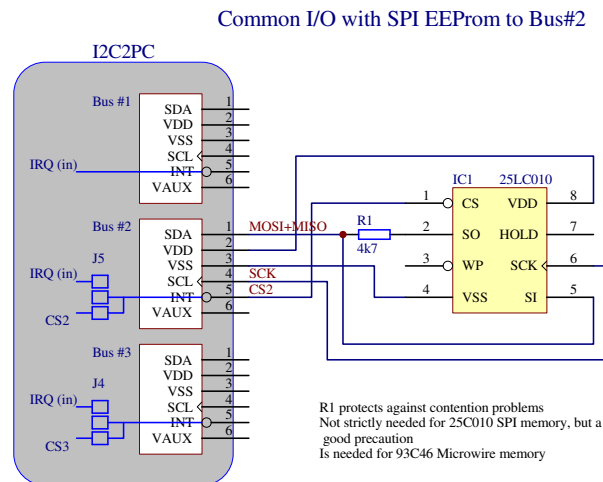 Common I/O with SPI EEProm to Bus#2
I2C2PC
Bus #1
SDA 1
VDD 2
VSS 3
SCL 4
IRQ (in) INT 5
VAUX 6
Bus #2
SDA 1 MOSI+MISO
VDD 2
J5
VSS 3
IRQ (in) SCL 4 SCK
INT 5 CS2
CS2 VAUX 6
Bus #3
SDA 1
VDD 2
J4
VSS 3
IRQ (in) SCL 4
INT 5
CS3 VAUX 6
R1
4k7
IC1 25LC010
1 CS VDD 8
2 SO HOLD 7
3 WP SCK 6
4 VSS SI 5
R1 protects against contention problems
Not strictly needed for 25C010 SPI memory, but a
good precaution
Is needed for 93C46 Microwire memory